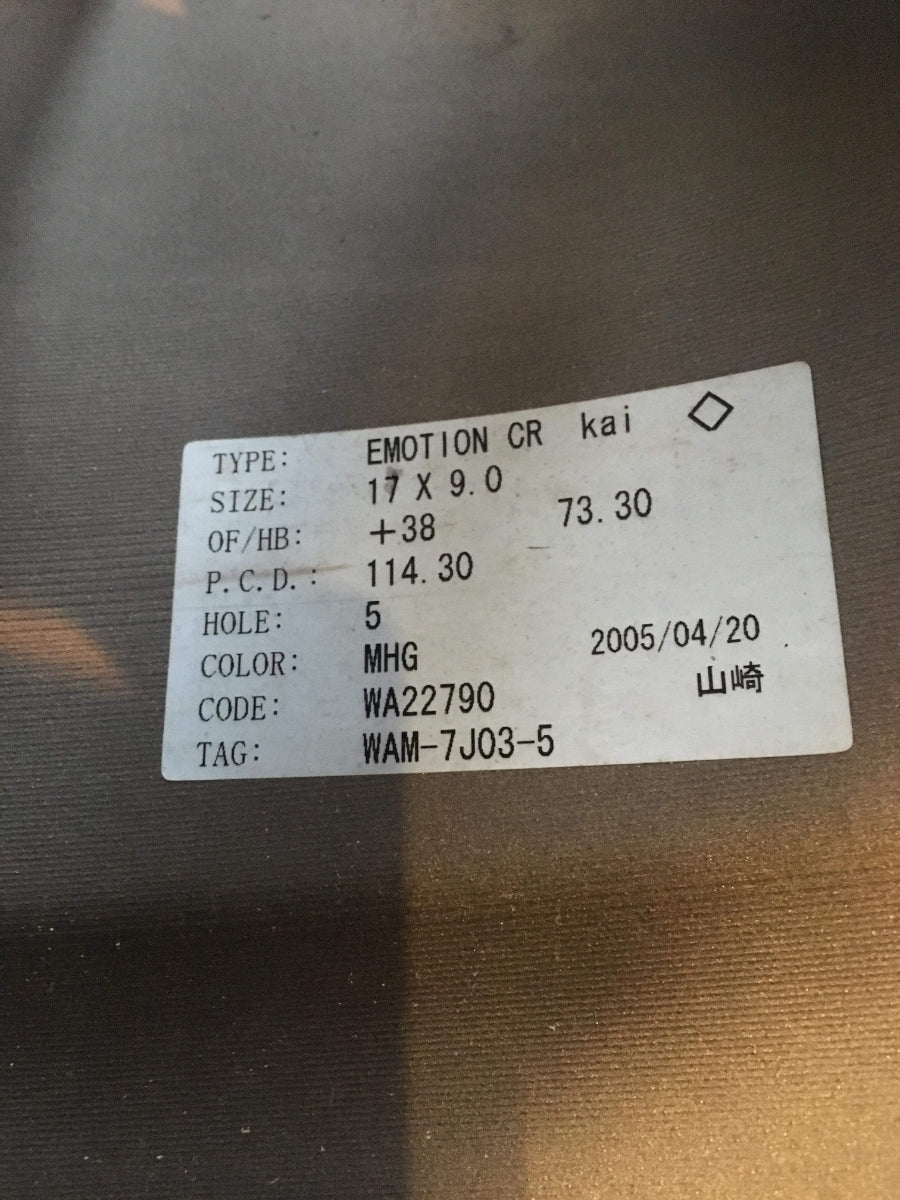 TYPE: EMOTION CR kai ◇
SIZE: 17 X 9.0
OF/HB: +38 73.30
P.C.D.: 114.30
HOLE: 5 2005/04/20
COLOR: MHG 山崎
CODE: WA22790
TAG: WAM-7J03-5